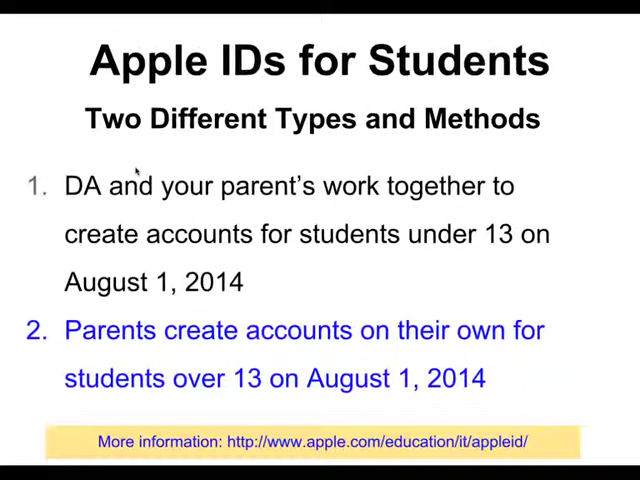 Apple IDs for Students
Two Different Types and Methods
1. DA and your parent's work together to
create accounts for students under 13 on
August 1, 2014
2. Parents create accounts on their own for
students over 13 on August 1, 2014
More information: http://www.apple.com/education/it/appleid/